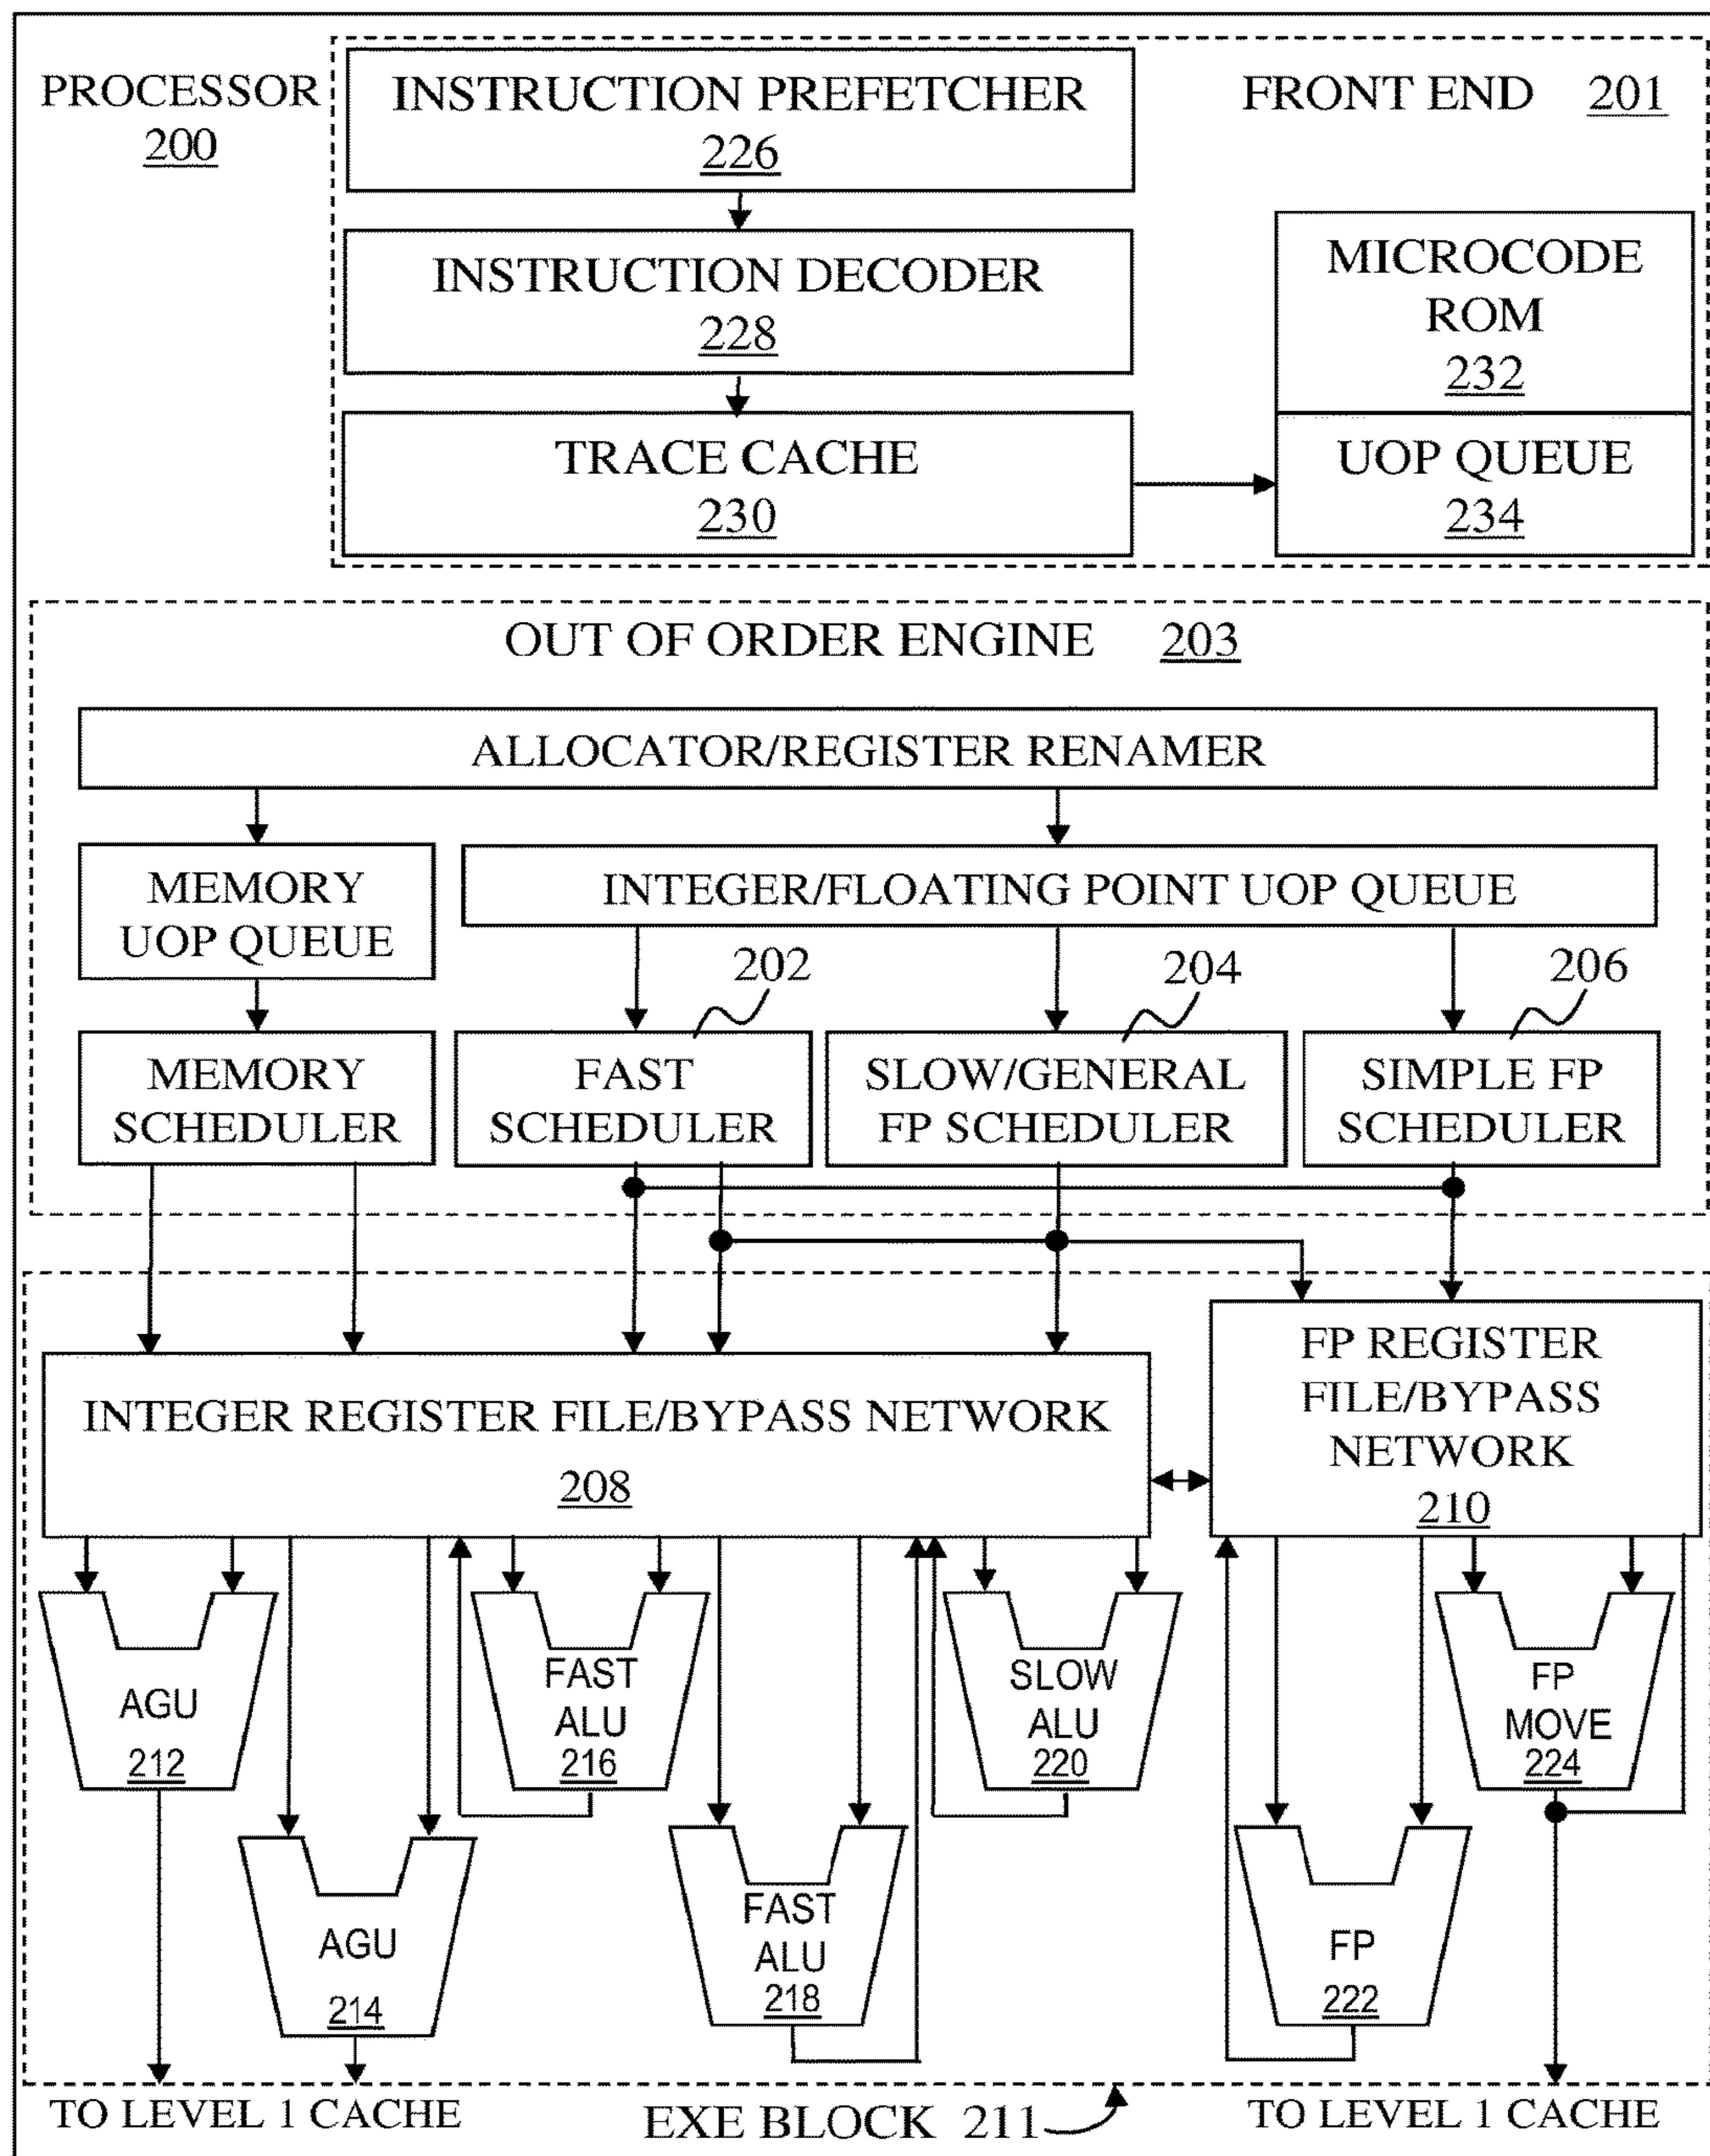 PROCESSOR
200
INSTRUCTION PREFETCHER
226
FRONT END 201
INSTRUCTION DECODER
228
MICROCODE
ROM
232
TRACE CACHE
230
UOP QUEUE
234
OUT OF ORDER ENGINE 203
ALLOCATOR/REGISTER RENAMER
MEMORY
UOP QUEUE
INTEGER/FLOATING POINT UOP QUEUE
202
204
206
MEMORY
SCHEDULER
FAST
SCHEDULER
SLOW/GENERAL
FP SCHEDULER
SIMPLE FP
SCHEDULER
INTEGER REGISTER FILE/BYPASS NETWORK
208
FP REGISTER
FILE/BYPASS
NETWORK
210
AGU
212
FAST
ALU
216
SLOW
ALU
220
FP
MOVE
224
AGU
214
FAST
ALU
218
FP
222
TO LEVEL 1 CACHE
EXE BLOCK 211
TO LEVEL 1 CACHE